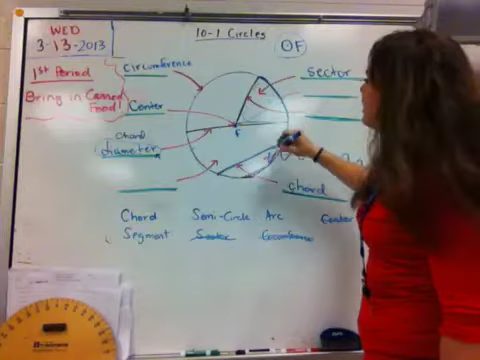 WED
3-13-2013
1st Period
Bring in Canned
Food!
10-1 Circles
OF
circumference
Center
chord
diameter
sector
F
chord
Chord Semi-Circle Arc Center
Segment Sector Circumference